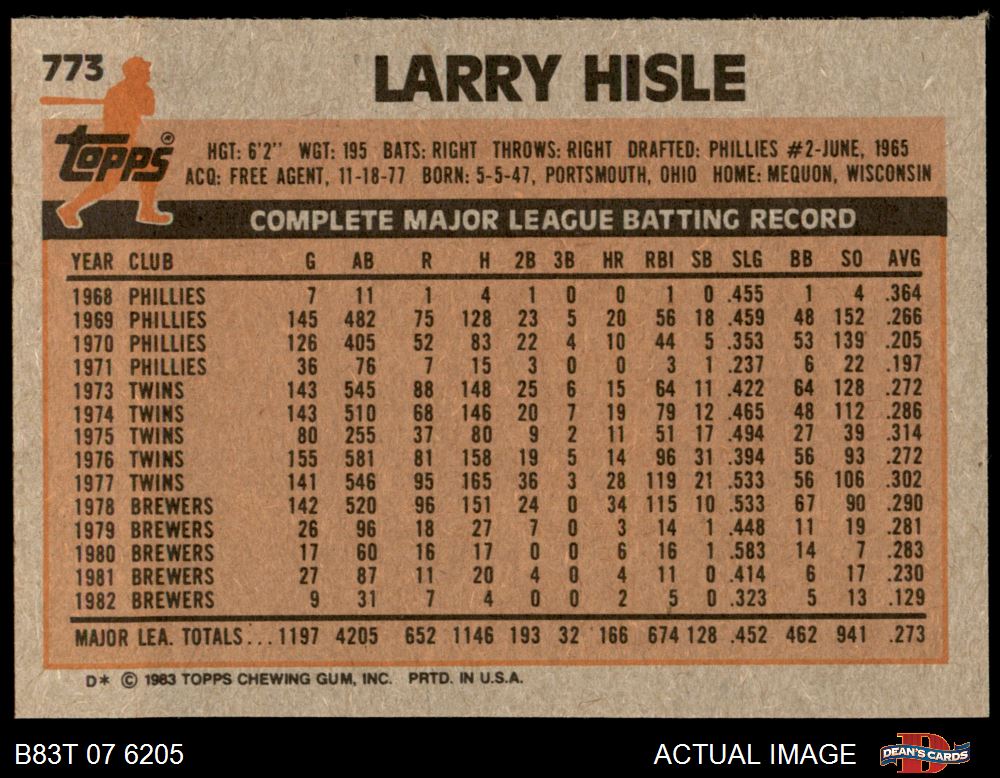 773
LARRY HISLE
topps®
HGT: 6'2" WGT: 195 BATS: RIGHT THROWS: RIGHT DRAFTED: PHILLIES #2-JUNE, 1965
ACQ: FREE AGENT, 11-18-77 BORN: 5-5-47, PORTSMOUTH, OHIO HOME: MEQUON, WISCONSIN
COMPLETE MAJOR LEAGUE BATTING RECORD
YEAR CLUB G AB R H 2B 3B HR RBI SB SLG BB SO AVG
1968 PHILLIES 7 11 1 4 1 0 0 1 0 .455 1 4 .364
1969 PHILLIES 145 482 75 128 23 5 20 56 18 .459 48 152 .266
1970 PHILLIES 126 405 52 83 22 4 10 44 5 .353 53 139 .205
1971 PHILLIES 36 76 7 15 3 0 0 3 1 .237 6 22 .197
1973 TWINS 143 545 88 148 25 6 15 64 11 .422 64 128 .272
1974 TWINS 143 510 68 146 20 7 19 79 12 .465 48 112 .286
1975 TWINS 80 255 37 80 9 2 11 51 17 .494 27 39 .314
1976 TWINS 155 581 81 158 19 5 14 96 31 .394 56 93 .272
1977 TWINS 141 546 95 165 36 3 28 119 21 .533 56 106 .302
1978 BREWERS 142 520 96 151 24 0 34 115 10 .533 67 90 .290
1979 BREWERS 26 96 18 27 7 0 3 14 1 .448 11 19 .281
1980 BREWERS 17 60 16 17 0 0 6 16 1 .583 14 7 .283
1981 BREWERS 27 87 11 20 4 0 4 11 0 .414 6 17 .230
1982 BREWERS 9 31 7 4 0 0 2 5 0 .323 5 13 .129
MAJOR LEA. TOTALS...1197 4205 652 1146 193 32 166 674 128 .452 462 941 .273
D* © 1983 TOPPS CHEWING GUM, INC. PRTD. IN U.S.A.
B83T 07 6205
ACTUAL IMAGE
DEAN'S CARDS